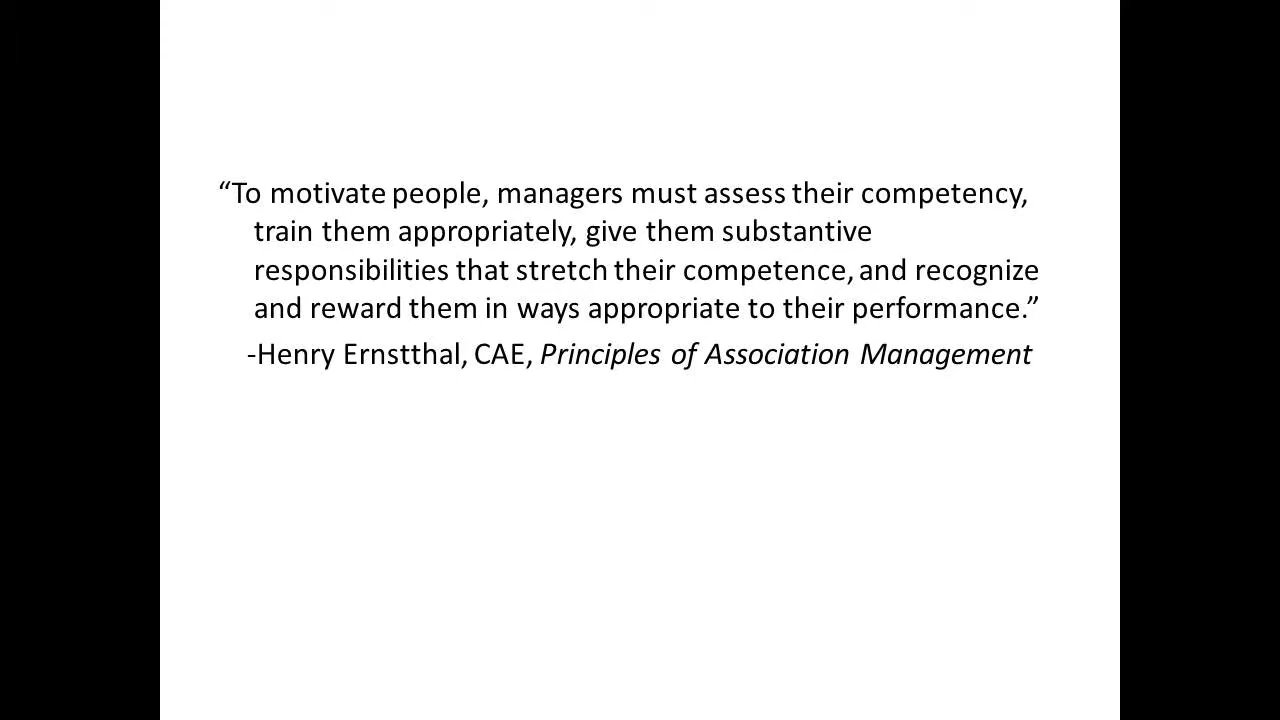 “To motivate people, managers must assess their competency,
train them appropriately, give them substantive
responsibilities that stretch their competence, and recognize
and reward them in ways appropriate to their performance.”
-Henry Ernstthal, CAE, Principles of Association Management